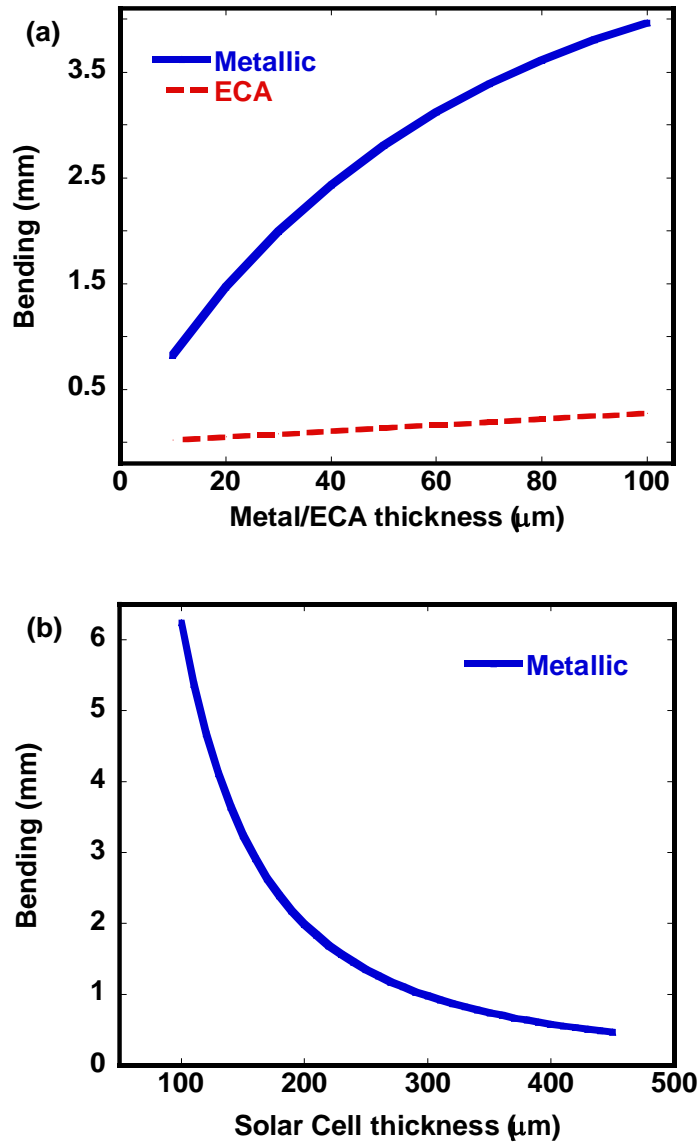 (a)
Metallic
ECA
3.5
2.5
1.5
0.5
Bending (mm)
0 20 40 60 80 100
Metal/ECA thickness (μm)
(b)
Metallic
6
5
4
3
2
1
0
Bending (mm)
100 200 300 400 500
Solar Cell thickness (μm)